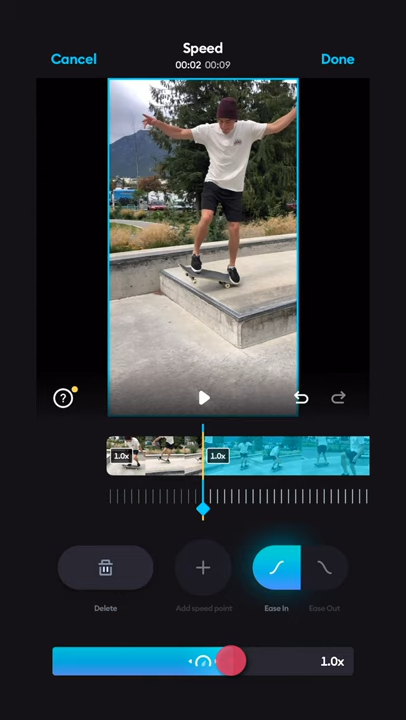 Speed
Cancel
00:02 00:09
Done
?
1.0x
1.0x
Delete
Add speed point
Ease In
Ease Out
1.0x